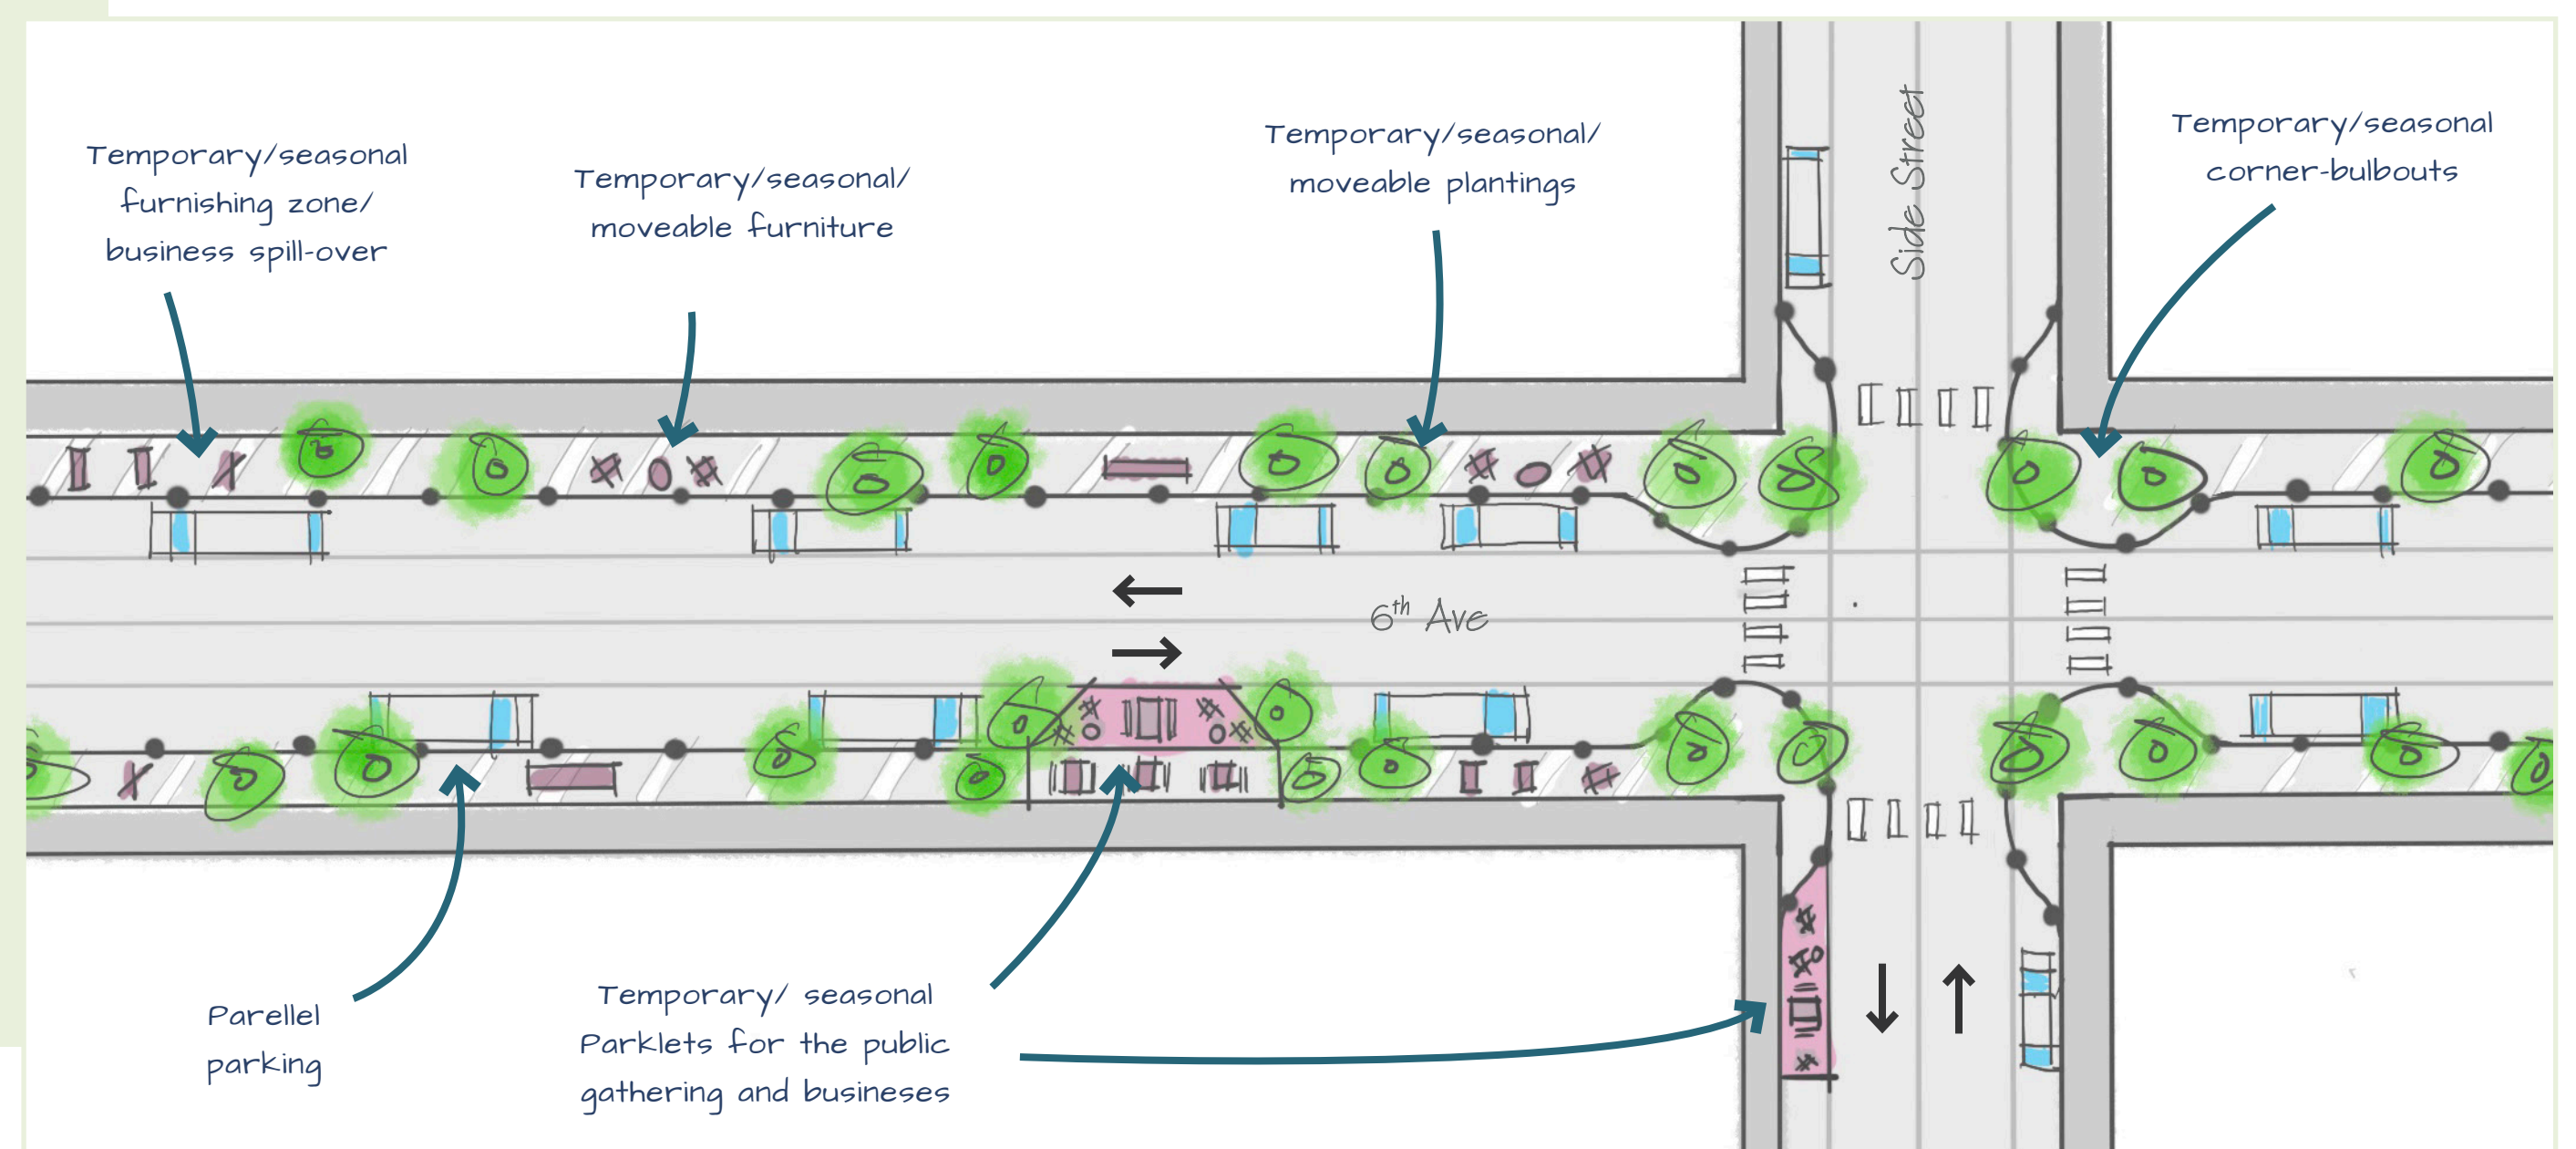 Temporary/seasonal
furnishing zone/
business spill-over
Temporary/seasonal/
moveable furniture
Temporary/seasonal/
moveable plantings
Side Street
Temporary/seasonal
corner-bulbouts
6th Ave
Parellel
parking
Temporary/ seasonal
Parklets for the public
gathering and busineses